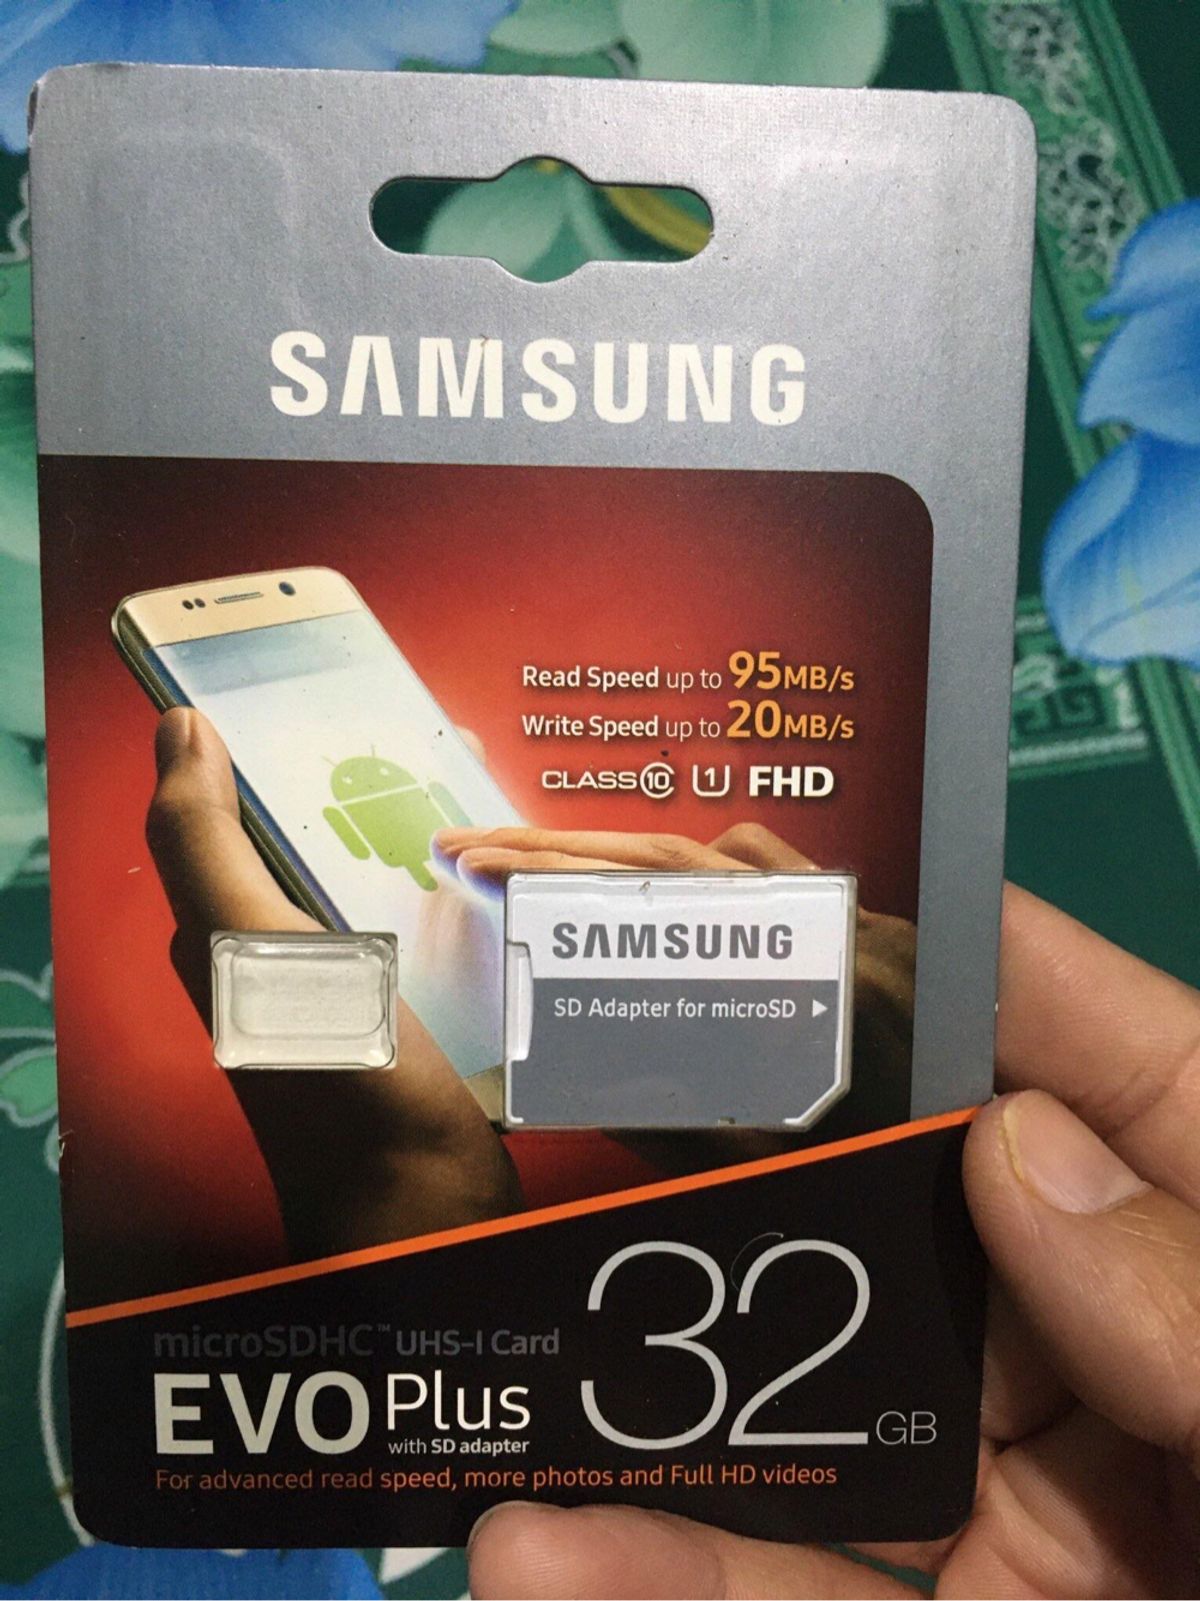 SAMSUNG
Read Speed up to 95MB/s
Write Speed up to 20MB/s
CLASS 10 U1 FHD
SAMSUNG
SD Adapter for microSD ▶
microSDHC™ UHS-I Card
EVO Plus
with SD adapter
32 GB
For advanced read speed, more photos and Full HD videos